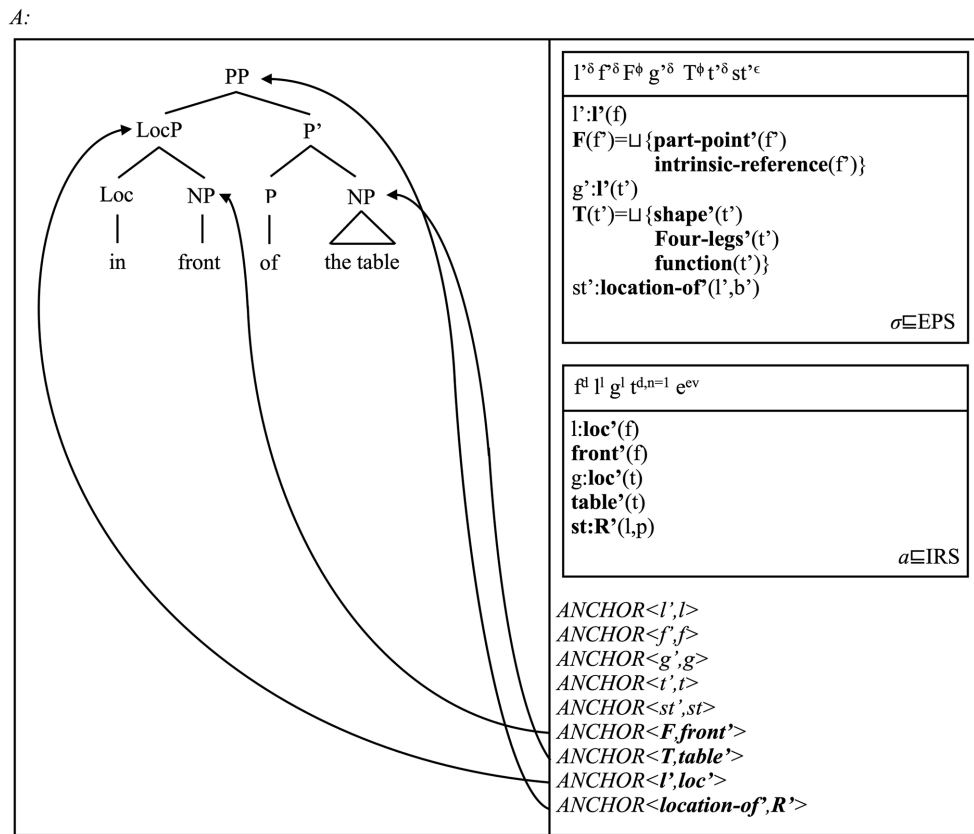 A:
PP
LocP P’
Loc NP P NP
in front of the table
l’ᵟ f’ᵟ Fᶲ g’ᵟ Tᶲ t’ᵟ st’ᵋ
l’:l’(f)
F(f’)=⊔{part-point’(f’)
intrinsic-reference(f’)}
g’:l’(t’)
T(t’)=⊔{shape’(t’)
Four-legs’(t’)
function(t’)}
st’:location-of’(l’,b’)
σ⊑EPS
fᵈ lˡ gˡ tᵈ,ⁿ⁼¹ eᵉᵛ
l:loc’(f)
front’(f)
g:loc’(t)
table’(t)
st:R’(l,p)
a⊑IRS
ANCHOR<l’,l>
ANCHOR<f’,f>
ANCHOR<g’,g>
ANCHOR<t’,t>
ANCHOR<st’,st>
ANCHOR<F,front’>
ANCHOR<T,table’>
ANCHOR<l’,loc’>
ANCHOR<location-of’,R’>